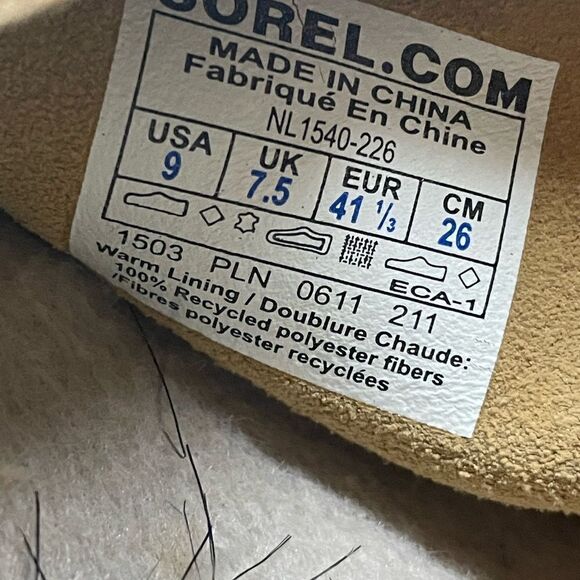 SOREL.COM
MADE IN CHINA
Fabriqué En Chine
NL1540-226
USA UK EUR CM
9 7.5 41 1/3 26
ECA-1
1503 PLN 0611 211
Warm Lining / Doublure Chaude:
100% Recycled polyester fibers
/Fibres polyester recyclées